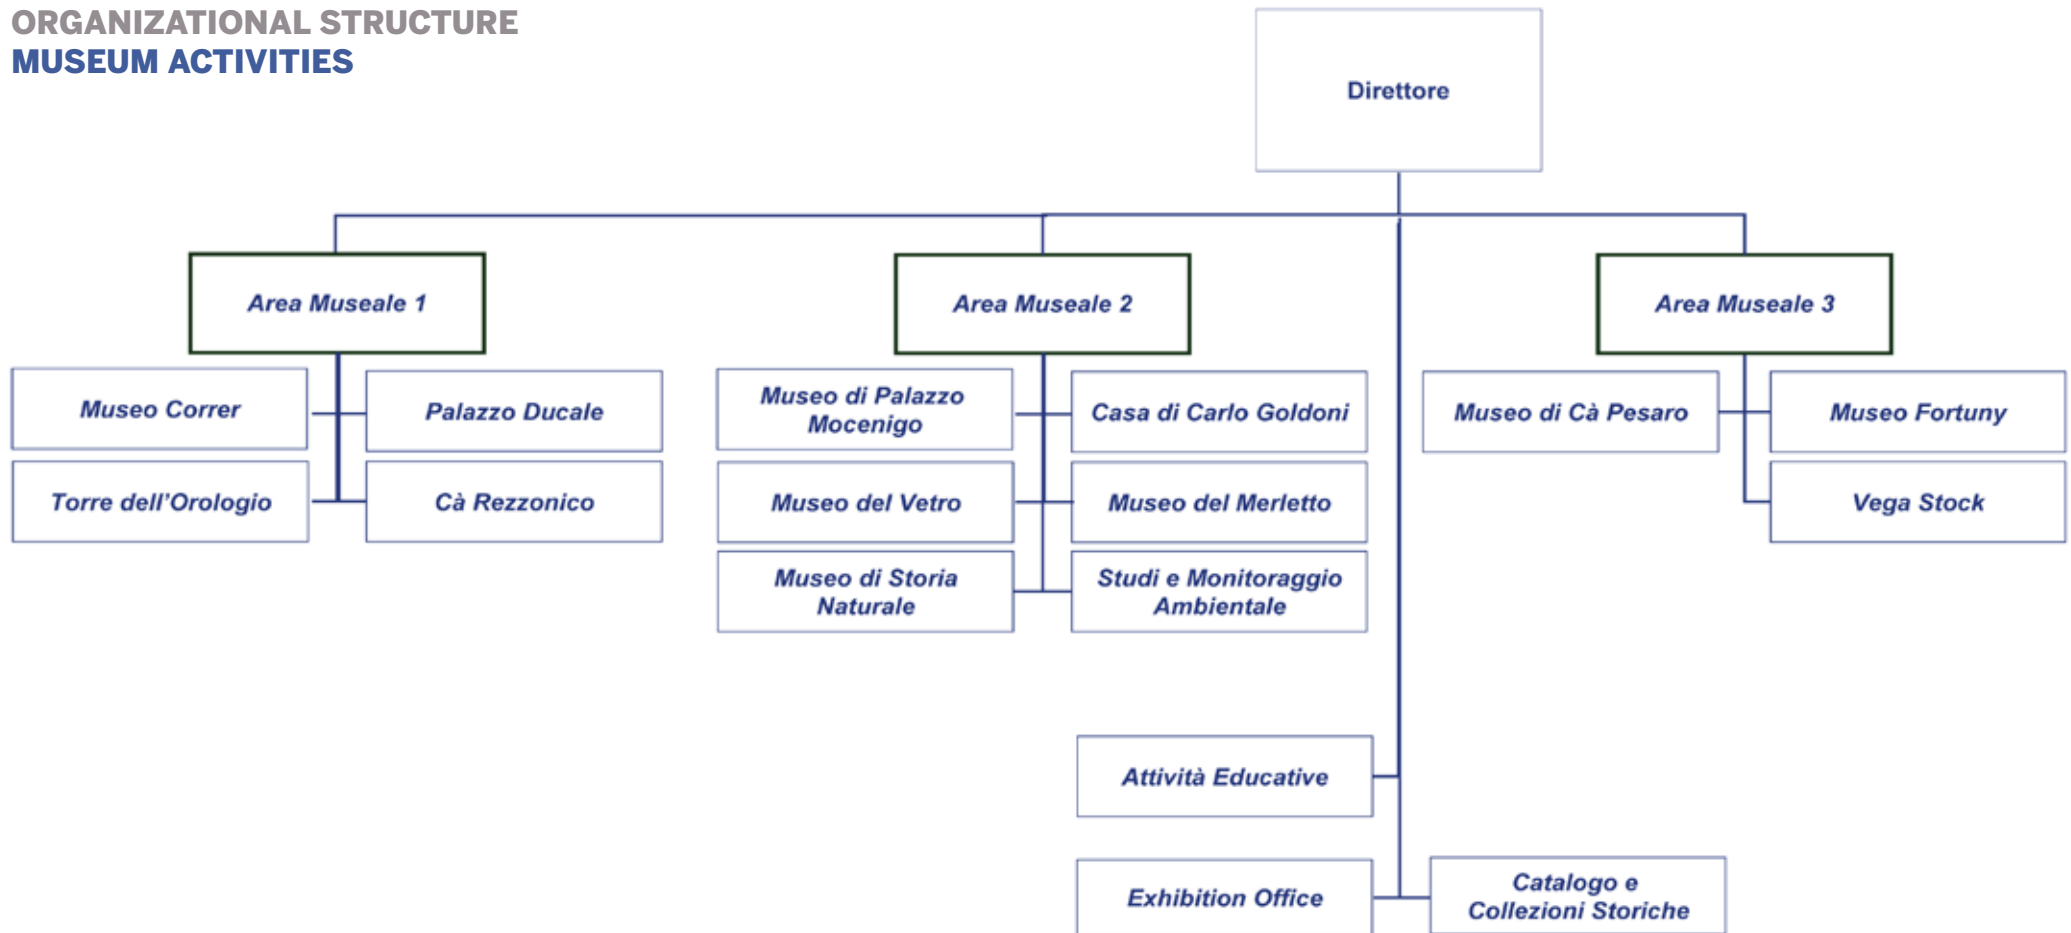 ORGANIZATIONAL STRUCTURE
MUSEUM ACTIVITIES
Direttore
Area Museale 1
Area Museale 2
Area Museale 3
Museo Correr
Palazzo Ducale
Torre dell'Orologio
Cà Rezzonico
Museo di Palazzo
Mocenigo
Casa di Carlo Goldoni
Museo del Vetro
Museo del Merletto
Museo di Storia
Naturale
Studi e Monitoraggio
Ambientale
Museo di Cà Pesaro
Museo Fortuny
Vega Stock
Attività Educative
Exhibition Office
Catalogo e
Collezioni Storiche